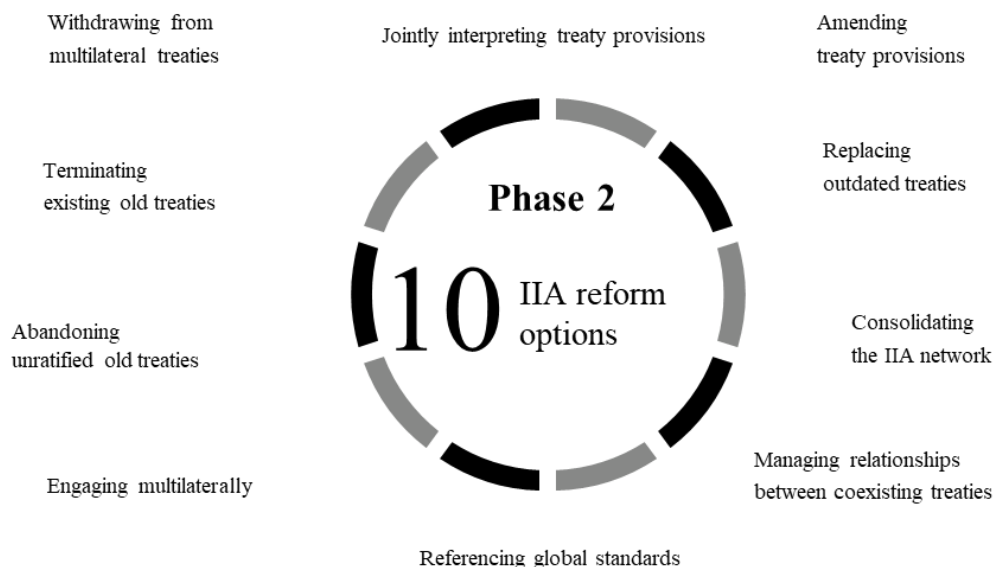 Withdrawing from
multilateral treaties
Jointly interpreting treaty provisions
Amending
treaty provisions
Terminating
existing old treaties
Replacing
outdated treaties
Phase 2
10
IIA reform
options
Abandoning
unratified old treaties
Consolidating
the IIA network
Engaging multilaterally
Managing relationships
between coexisting treaties
Referencing global standards